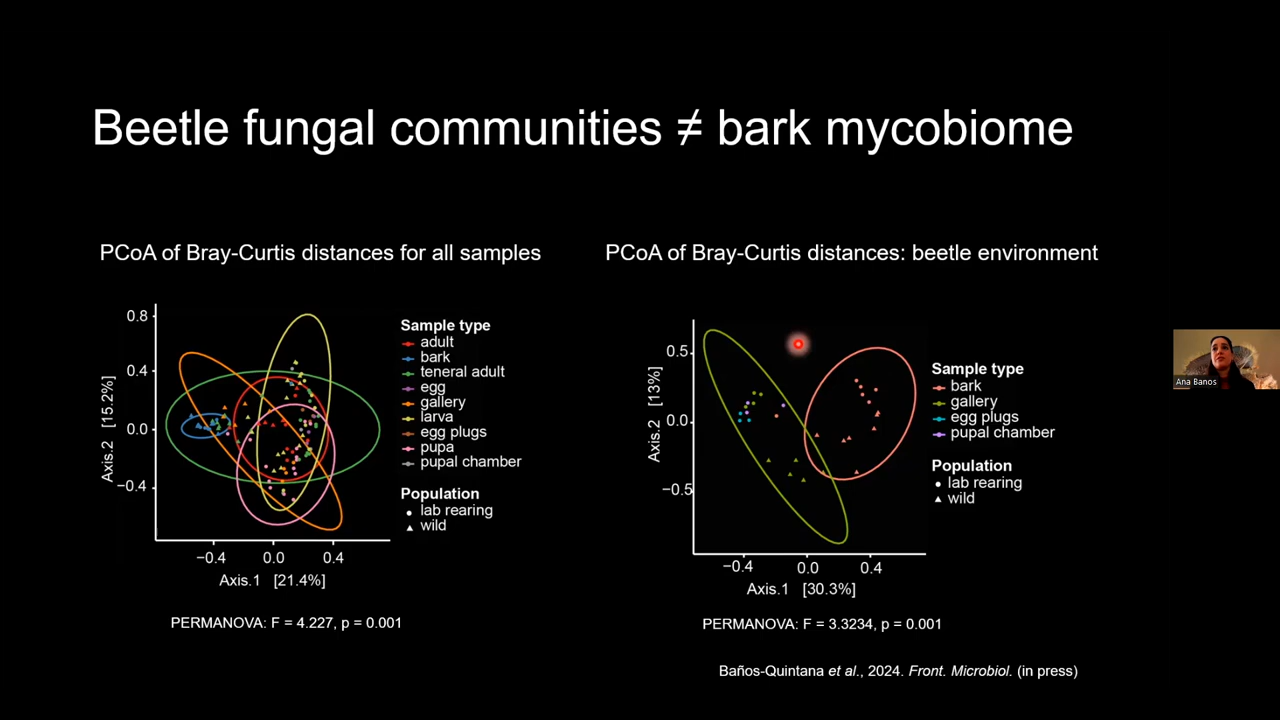 Beetle fungal communities ≠ bark mycobiome
PCoA of Bray-Curtis distances for all samples
0.8
0.4
0.0
−0.4
Axis.2 [15.2%]
−0.4
0.0
0.4
Axis.1 [21.4%]
Sample type
adult
bark
teneral adult
egg
gallery
larva
egg plugs
pupa
pupal chamber
Population
lab rearing
wild
PERMANOVA: F = 4.227, p = 0.001
PCoA of Bray-Curtis distances: beetle environment
0.5
0.0
−0.5
Axis.2 [13%]
−0.4
0.0
0.4
Axis.1 [30.3%]
Sample type
bark
gallery
egg plugs
pupal chamber
Population
lab rearing
wild
PERMANOVA: F = 3.3234, p = 0.001
Baños-Quintana et al., 2024. Front. Microbiol. (in press)
Ana Banos